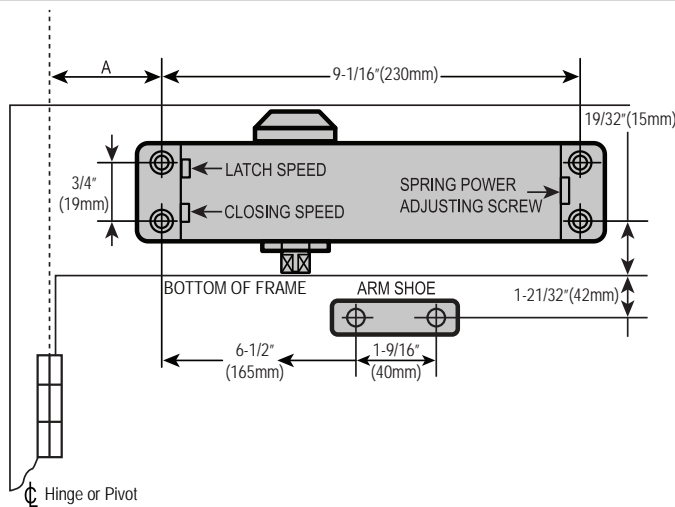 A
9-1/16"(230mm)
19/32"(15mm)
LATCH SPEED
3/4"
(19mm)
SPRING POWER
ADJUSTING SCREW
CLOSING SPEED
BOTTOM OF FRAME
ARM SHOE
1-21/32"(42mm)
6-1/2"
(165mm)
1-9/16"
(40mm)
℄ Hinge or Pivot